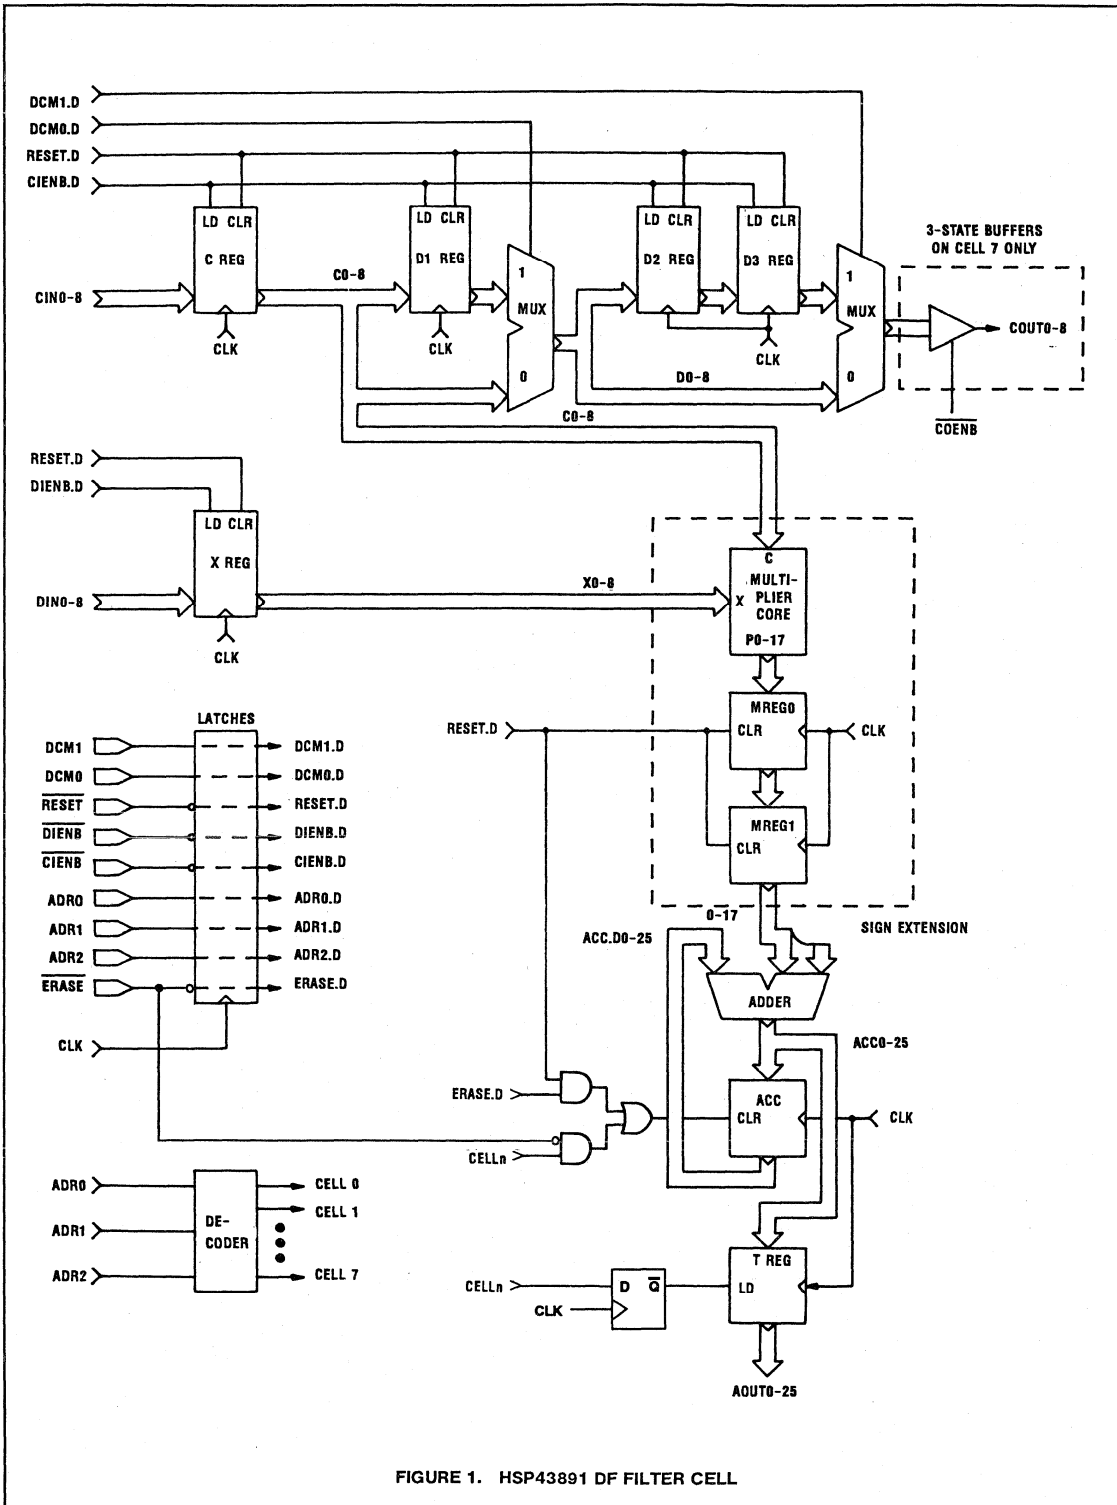 DCM1.D
DCM0.D
RESET.D
CIENB.D
LD CLR
C REG
LD CLR
D1 REG
LD CLR
D2 REG
LD CLR
D3 REG
3-STATE BUFFERS
ON CELL 7 ONLY
CIN0-8
C0-8
1
MUX
0
1
MUX
0
COUT0-8
CLK
CLK
CLK
D0-8
C0-8
COENB
RESET.D
DIENB.D
LD CLR
X REG
DIN0-8
X0-8
CLK
C
X
MULTI-
PLIER
CORE
P0-17
LATCHES
DCM1
DCM1.D
DCM0
DCM0.D
RESET
RESET.D
DIENB
DIENB.D
CIENB
CIENB.D
ADR0
ADR0.D
ADR1
ADR1.D
ADR2
ADR2.D
ERASE
ERASE.D
CLK
RESET.D
MREG0
CLR
CLK
MREG1
CLR
0-17
SIGN EXTENSION
ACC.D0-25
ADDER
ACC0-25
ERASE.D
CELLn
ACC
CLR
CLK
ADR0
ADR1
ADR2
DE-
CODER
CELL 0
CELL 1
CELL 7
CELLn
CLK
D Q
T REG
LD
AOUT0-25
FIGURE 1. HSP43891 DF FILTER CELL